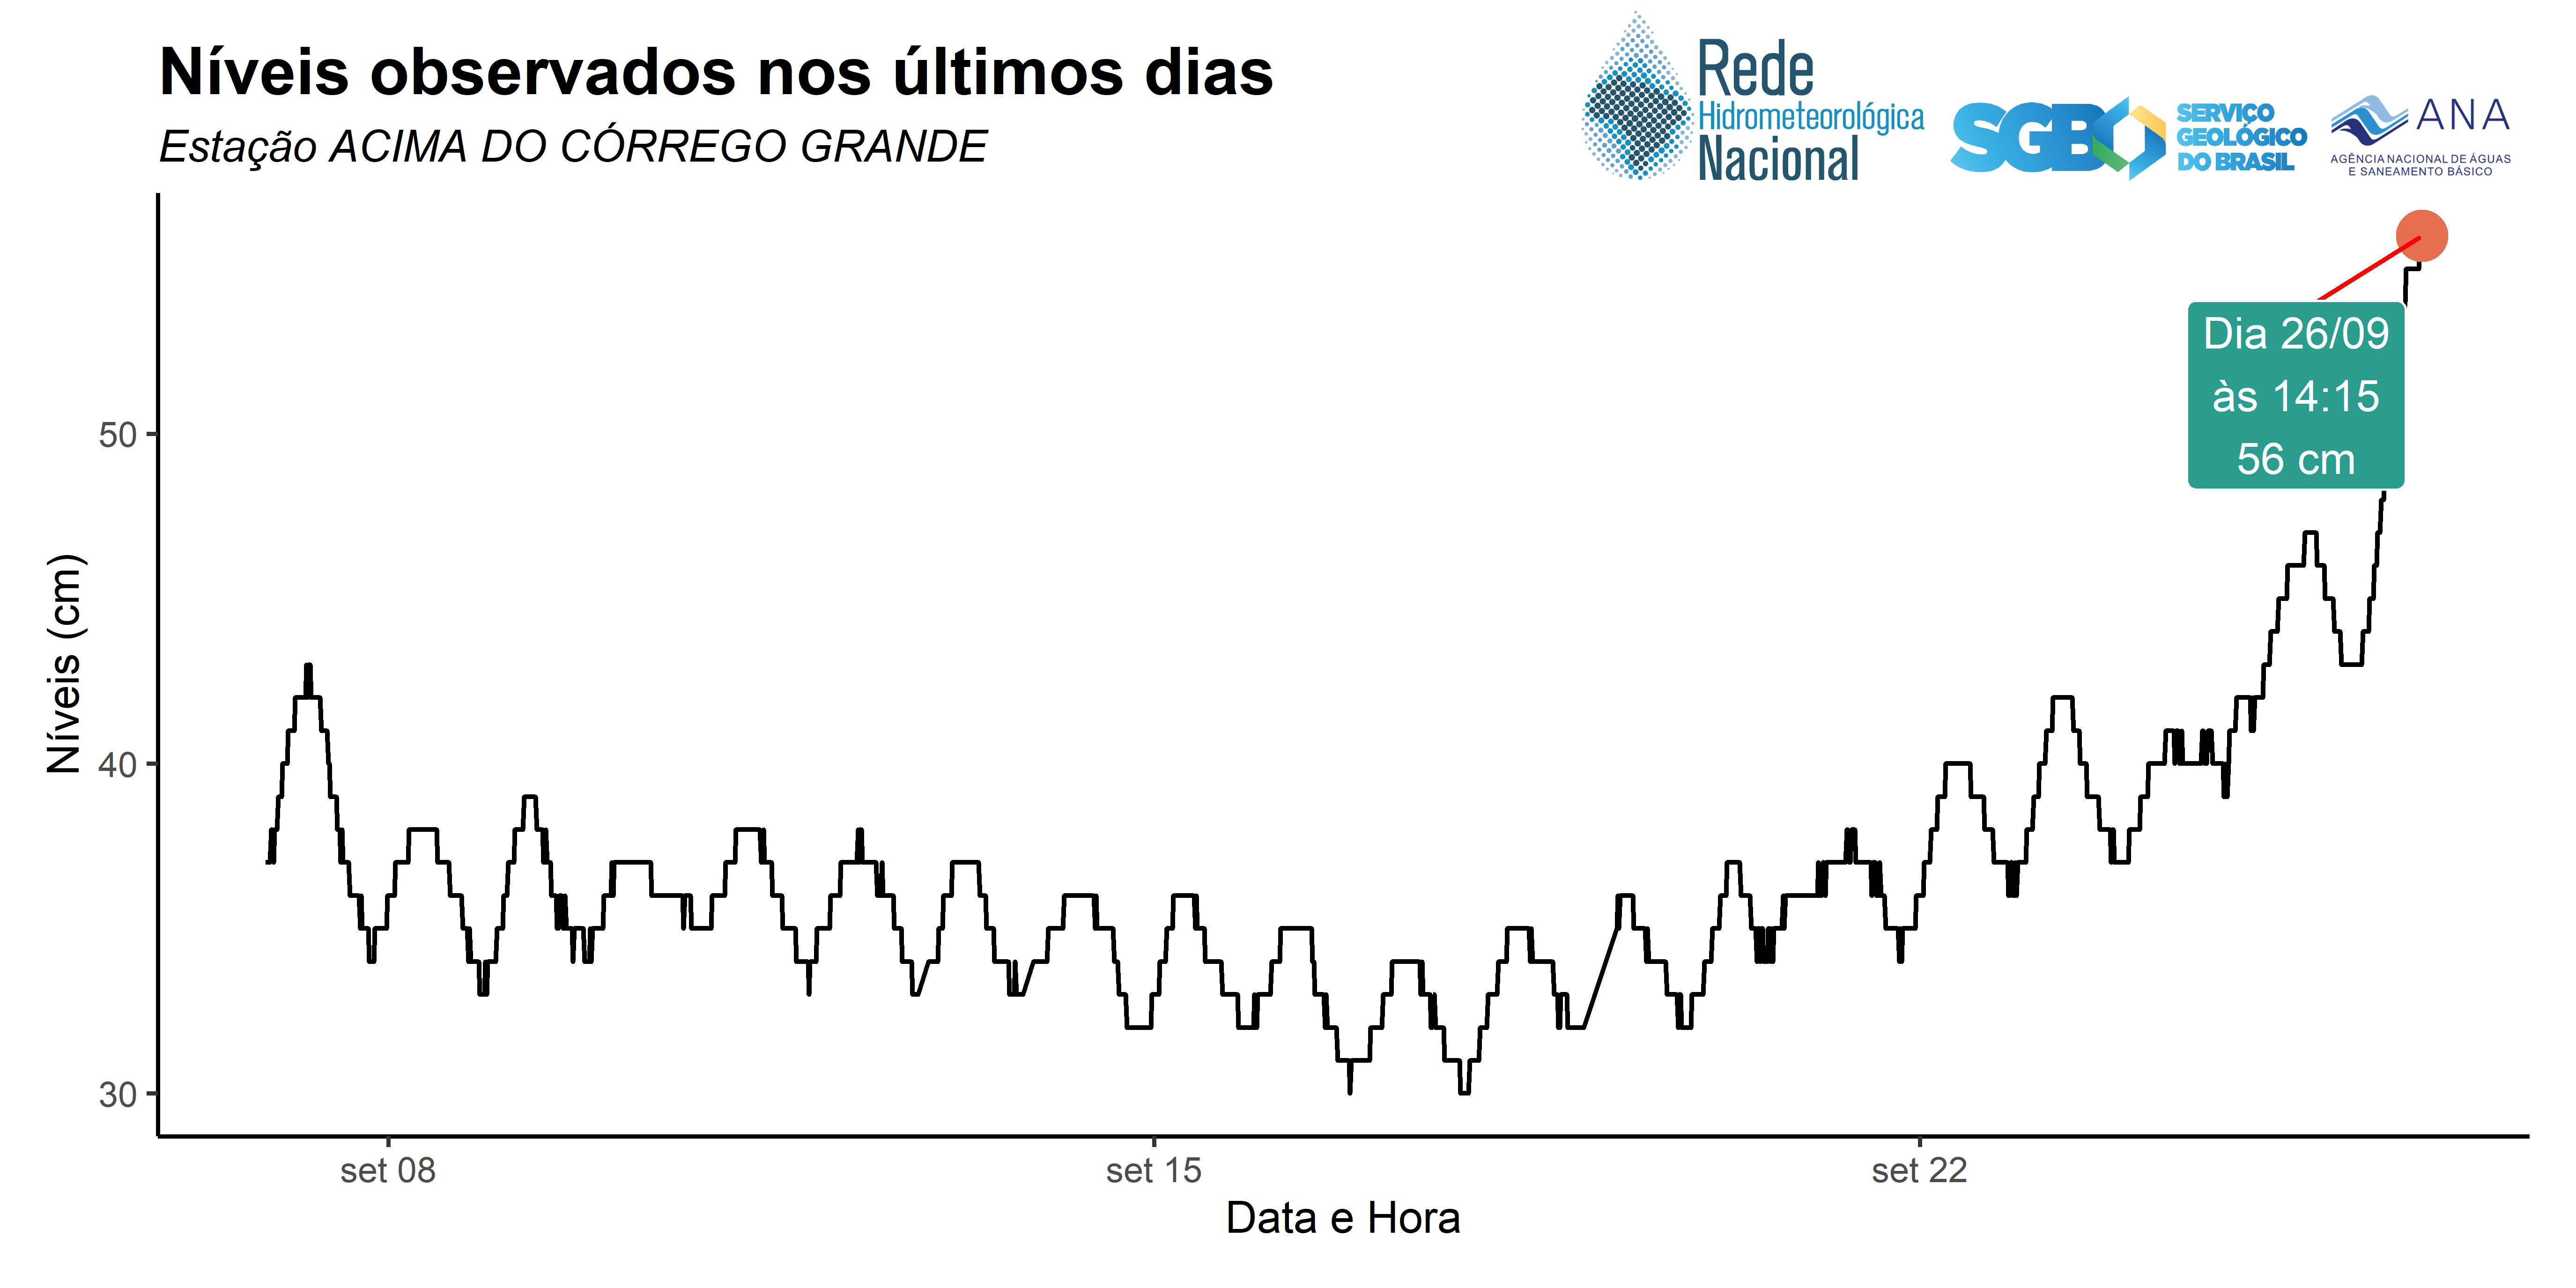 Níveis observados nos últimos dias
Estação ACIMA DO CÓRREGO GRANDE
Rede
Hidrometeorológica
Nacional
SGB
SERVIÇO
GEOLÓGICO
DO BRASIL
ANA
AGÊNCIA NACIONAL DE ÁGUAS
E SANEAMENTO BÁSICO
Dia 26/09
às 14:15
56 cm
Níveis (cm)
50
40
30
set 08
set 15
set 22
Data e Hora